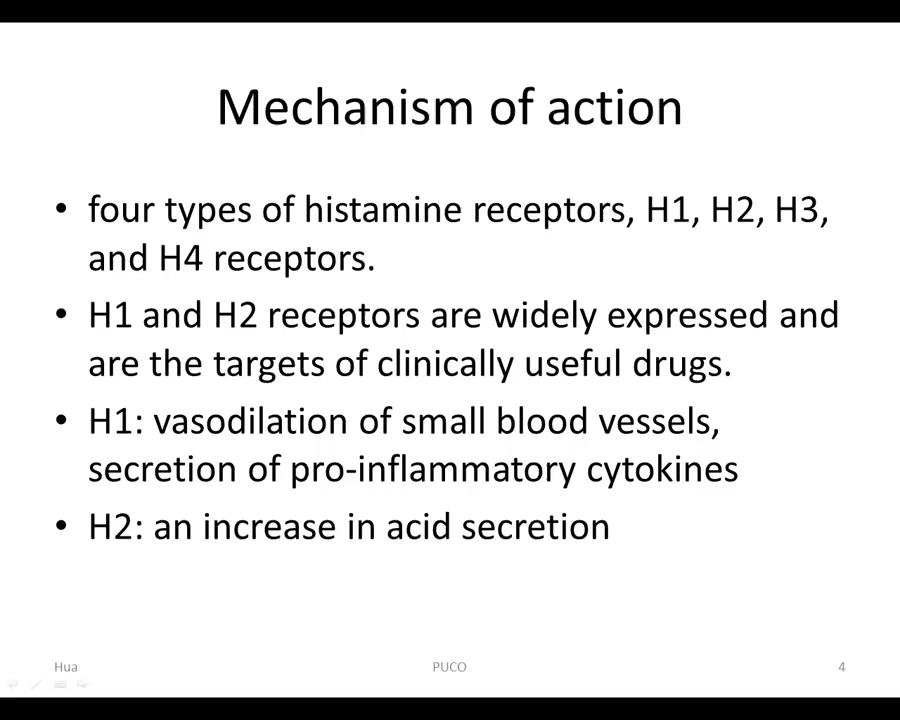 Mechanism of action
• four types of histamine receptors, H1, H2, H3,
and H4 receptors.
• H1 and H2 receptors are widely expressed and
are the targets of clinically useful drugs.
• H1: vasodilation of small blood vessels,
secretion of pro-inflammatory cytokines
• H2: an increase in acid secretion
Hua PUCO 4